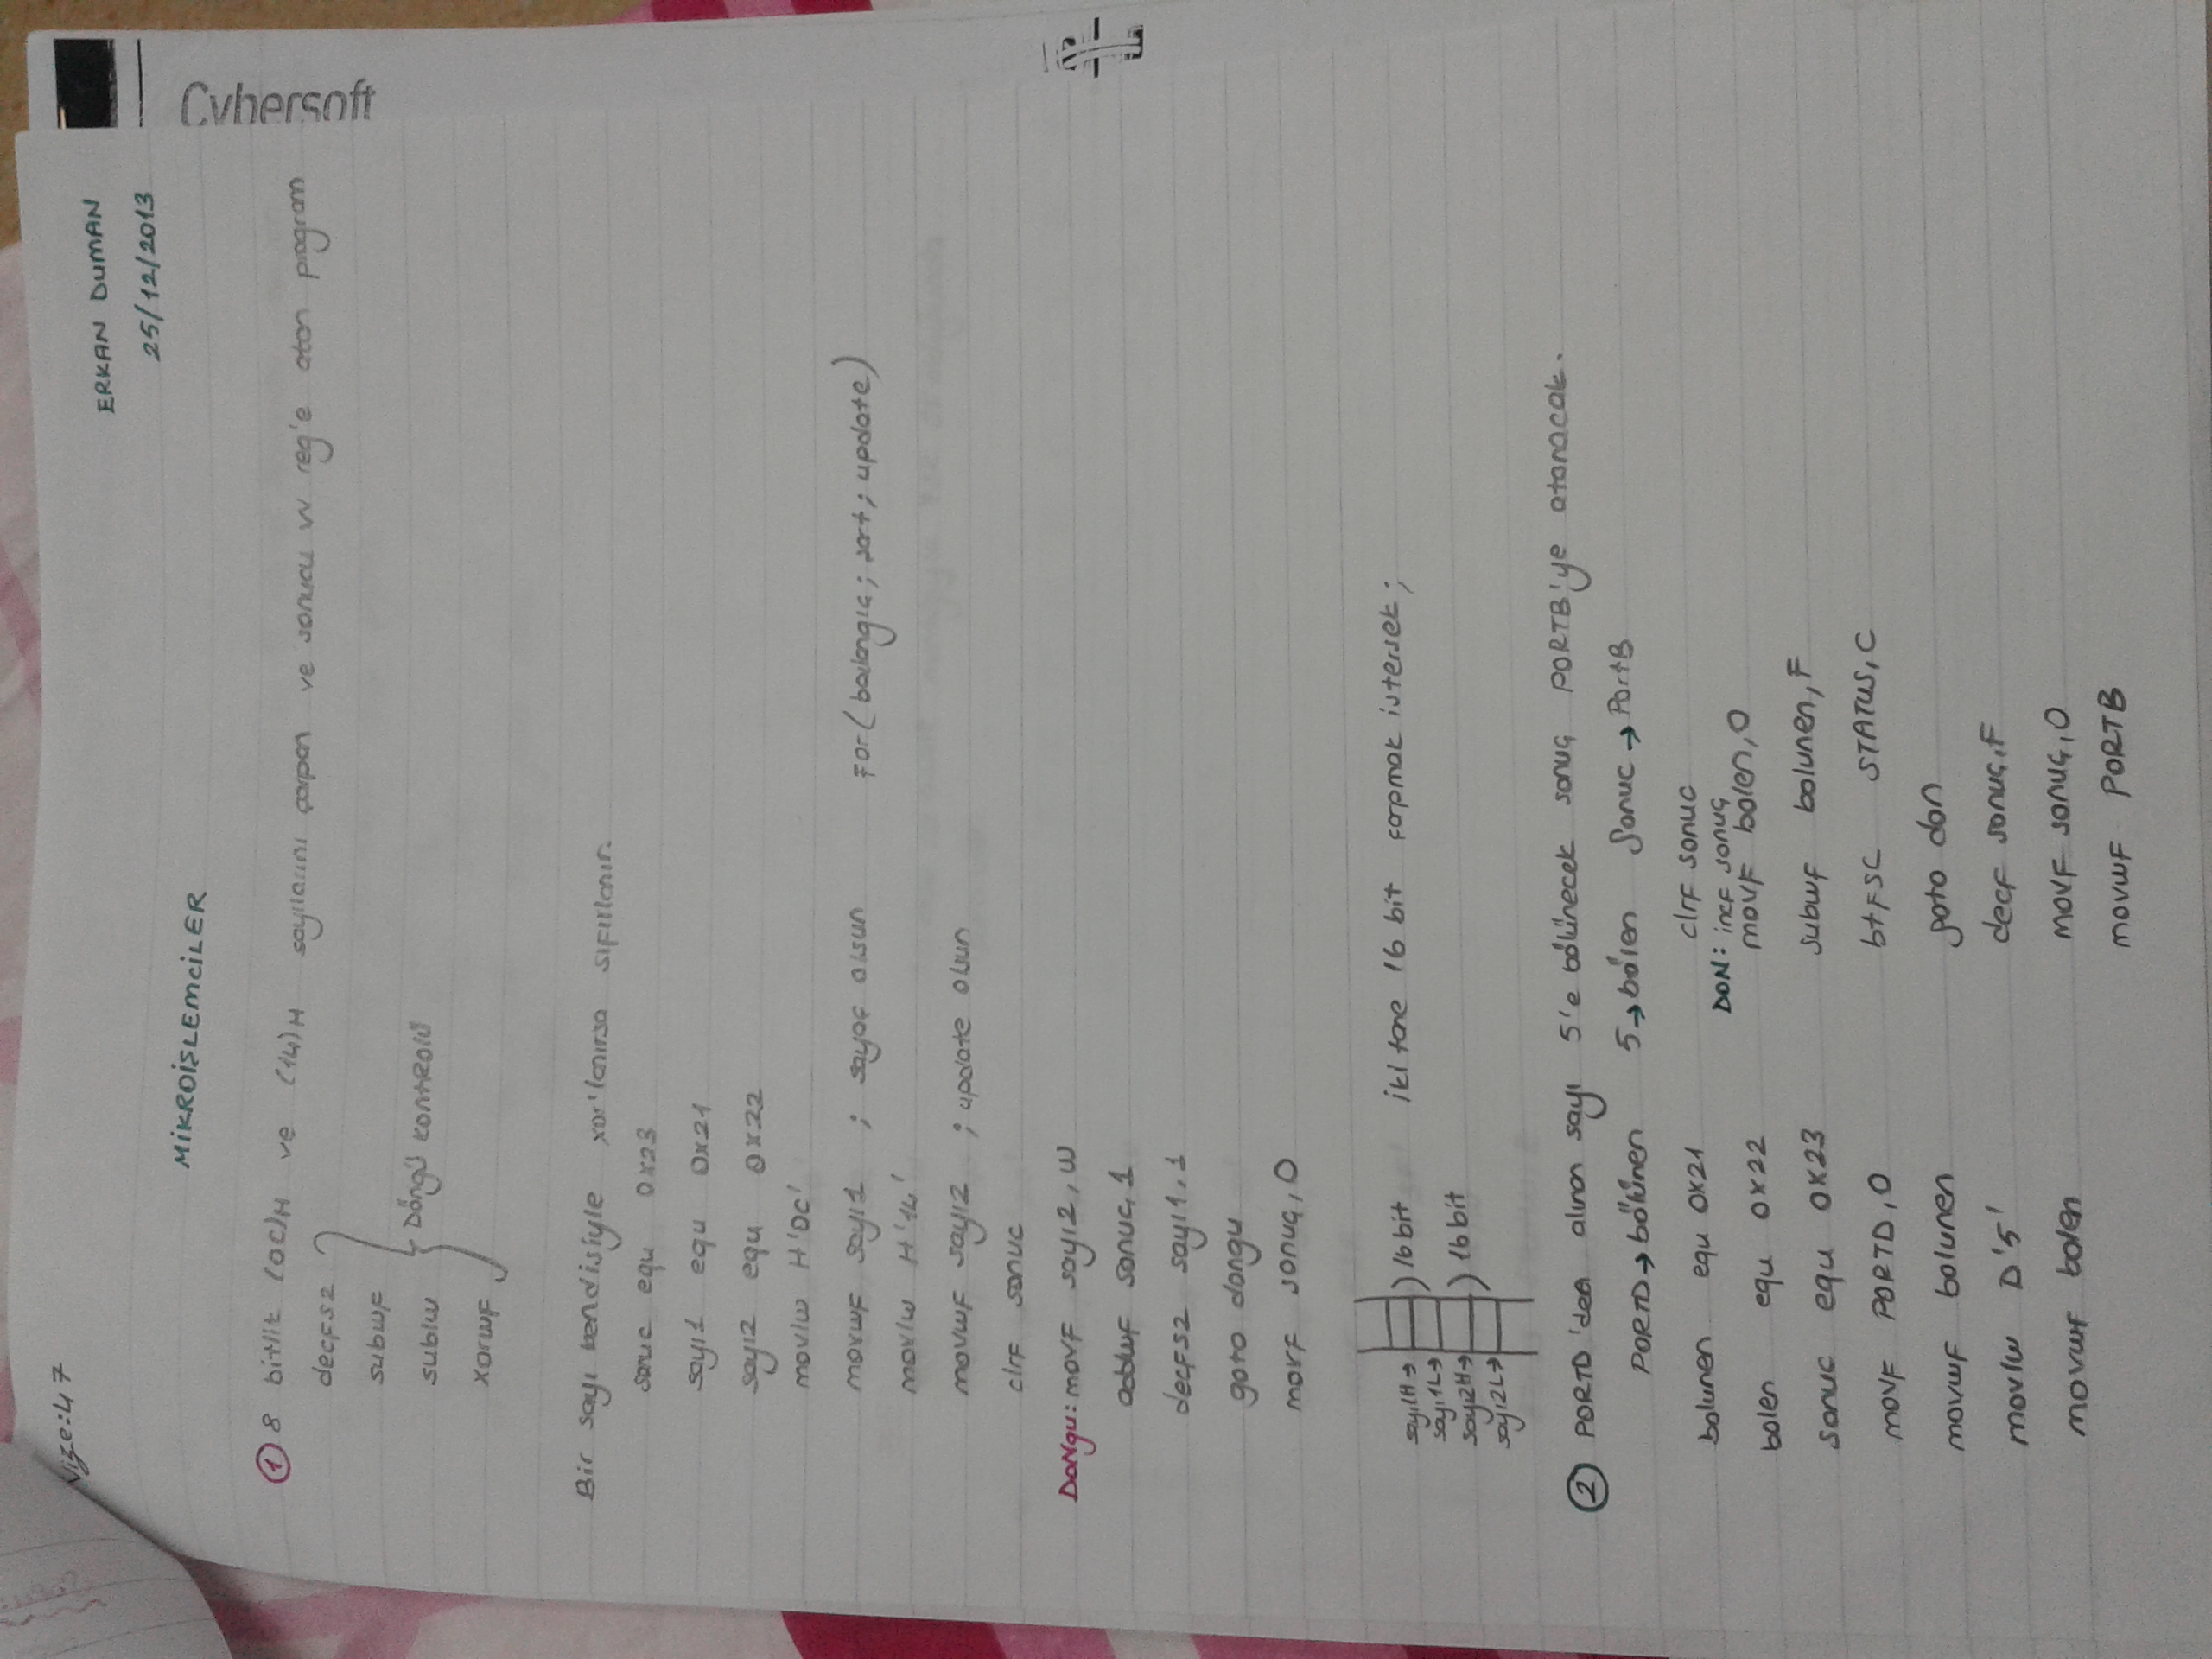 Vize:47
ERKAN DUMAN
25/12/2013
MİKROİŞLEMCİLER
Cyhersoft
① 8 bitlik (0C)H ve (14)H sayılarını çarpan ve sonucu W reg'e atan program
decfsz
subwf
sublw
xorwf
Döngü kontrolü
Bir sayı kendisiyle xor'lanırsa sıfırlanır.
sonuc equ 0x23
sayı1 equ 0x21
sayı2 equ 0x22
movlw H'0C'
movwf sayı1 ; sayaç olsun for(başlangıç; şart; update)
movlw H'14'
movwf sayı2 ; update olsun
clrf sonuc
DONgu: movf sayı2, W
addwf sonuc, 1
decfsz sayı1, 1
goto dongu
movf sonuç, 0
sayı1H→ )16 bit iki tane 16 bit çarpmak istersek;
sayı1L→
sayı2H→ )16 bit
sayı2L→
② PORTD'den alınan sayı 5'e bölünecek sonuç PORTB'ye atanacak.
PORTD→bölünen 5→bölen Sonuc→PortB
bolunen equ 0x21
bolen equ 0x22
sonuc equ 0x23
movf PORTD, 0
movwf bolunen
movlw D'5'
movwf bolen
clrf sonuc
DON: incf sonuç
movf bolen, 0
subwf bolunen, F
btfsc STATUS, C
goto don
decf sonuç, F
movf sonuç, 0
movwf PORTB